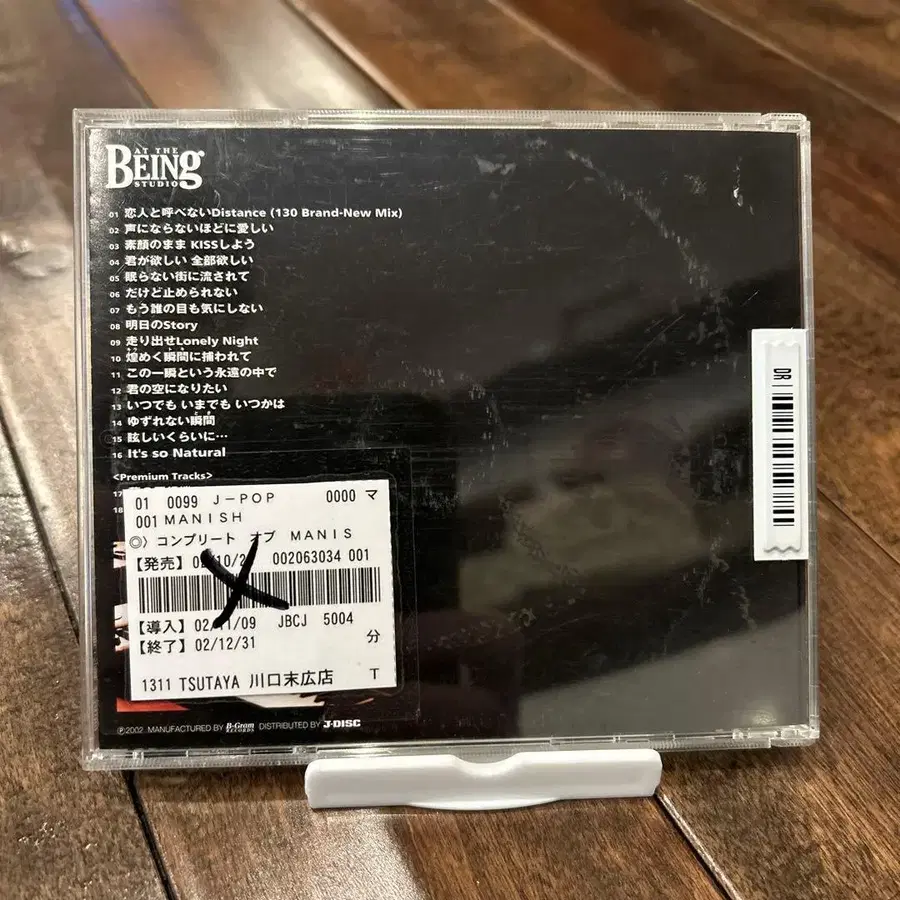 AT THE
BEING
STUDIO
01 恋人と呼べないDistance (130 Brand-New Mix)
02 声にならないほどに愛しい
03 素顔のまま KISSしよう
04 君が欲しい 全部欲しい
05 眠らない街に流されて
06 だけど止められない
07 もう誰の目も気にしない
08 明日のStory
09 走り出せLonely Night
10 煌めく瞬間に捕われて
11 この一瞬という永遠の中で
12 君の空になりたい
13 いつでも いまでも いつかは
14 ゆずれない瞬間
15 眩しいくらいに…
16 It's so Natural
<Premium Tracks>
17
18
01 0099 J-POP 0000 マ
001 MANISH
◎) コンプリート オブ MANIS
【発売】 002063034 001
【導入】 JBCJ 5004
【終了】02/12/31 分
1311 TSUTAYA 川口末広店 T
Ⓟ2002 MANUFACTURED BY B-Gram RECORDS DISTRIBUTED BY J-DISC
DR